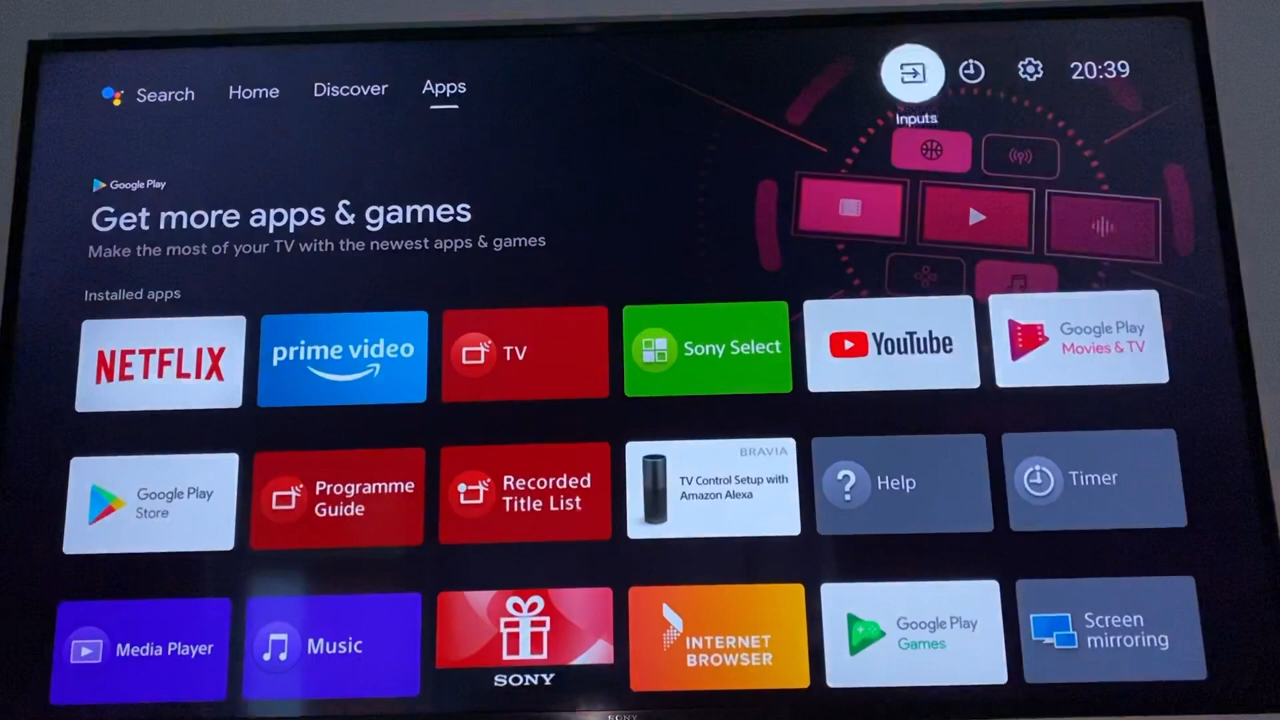 Search Home Discover Apps
20:39
Inputs
Google Play
Get more apps & games
Make the most of your TV with the newest apps & games
Installed apps
NETFLIX
prime video
TV
Sony Select
YouTube
Google Play
Movies & TV
Google Play
Store
Programme
Guide
Recorded
Title List
BRAVIA
TV Control Setup with
Amazon Alexa
Help
Timer
Media Player
Music
SONY
INTERNET
BROWSER
Google Play
Games
Screen
mirroring
SONY